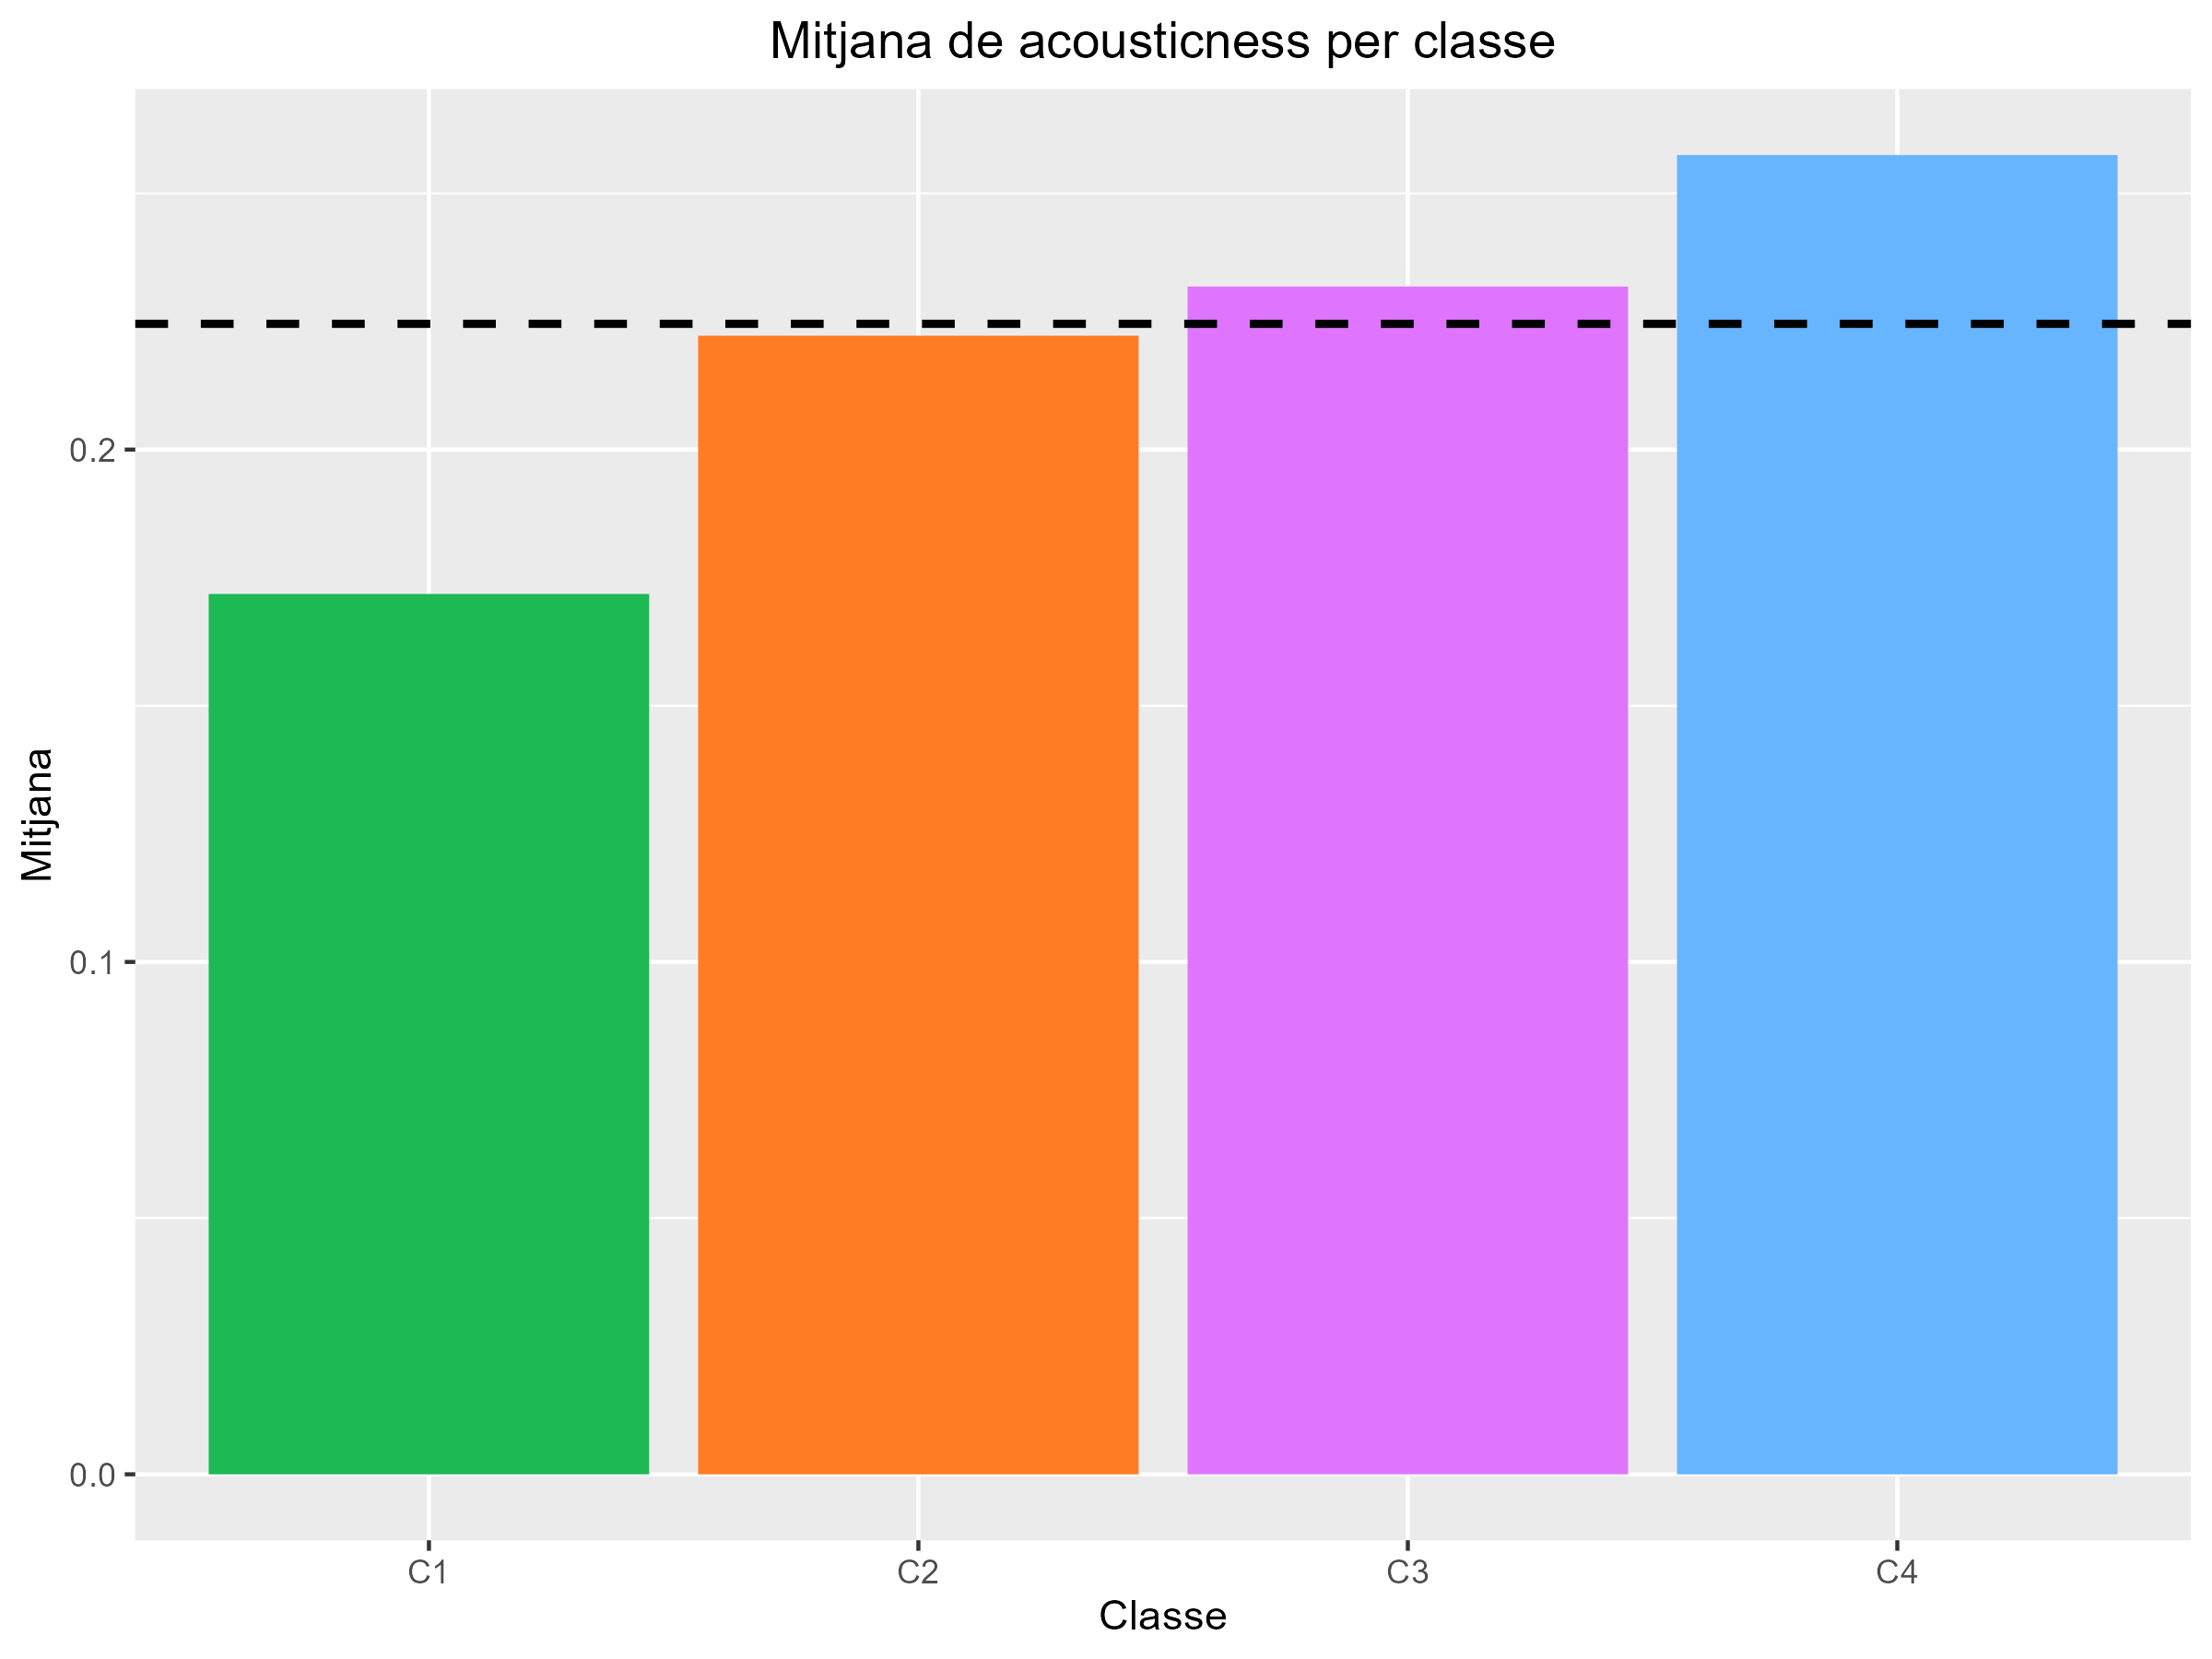 Mitjana de acousticness per classe
Mitjana
0.2
0.1
0.0
C1 C2 C3 C4
Classe